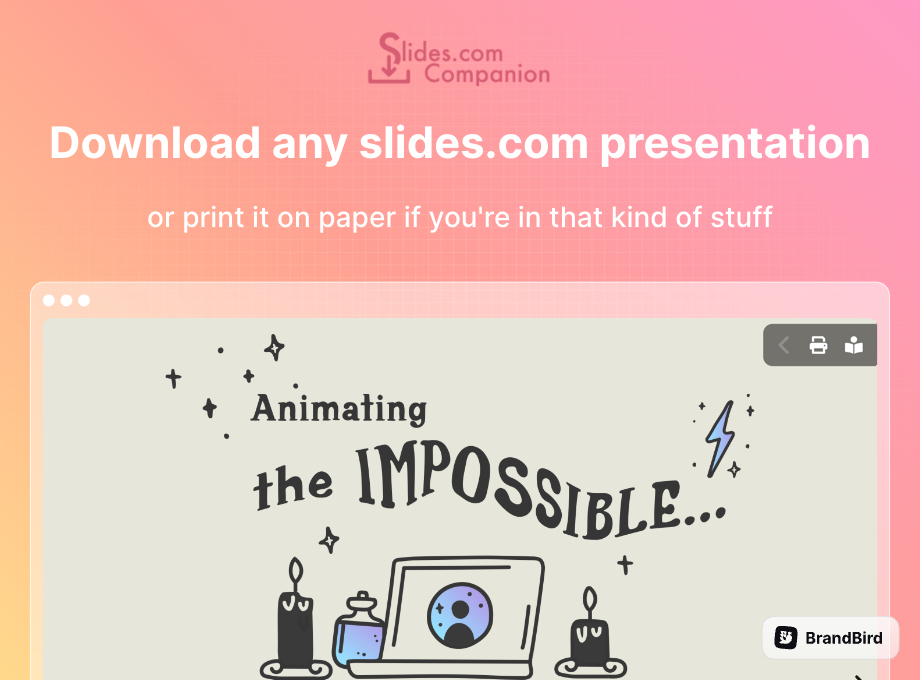 Slides.com
Companion
Download any slides.com presentation
or print it on paper if you're in that kind of stuff
Animating
the IMPOSSIBLE...
BrandBird